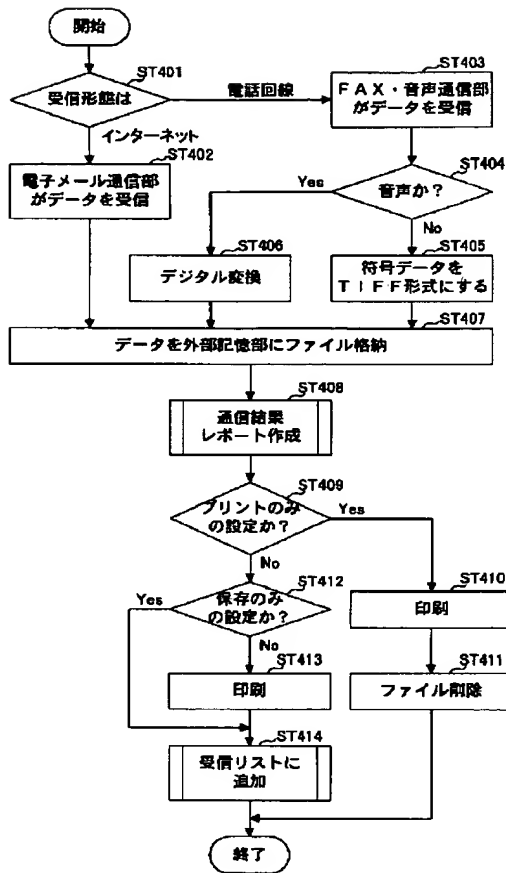 開始
ST401
受信形態は
電話回線
ST403
FAX・音声通信部
がデータを受信
インターネット
ST402
電子メール通信部
がデータを受信
ST404
音声か？
Yes
No
ST406
デジタル変換
ST405
符号データを
TIFF形式にする
ST407
データを外部記憶部にファイル格納
ST408
通信結果
レポート作成
ST409
プリントのみ
の設定か？
Yes
No
ST412
保存のみ
の設定か？
Yes
No
ST410
印刷
ST413
印刷
ST411
ファイル削除
ST414
受信リストに
追加
終了